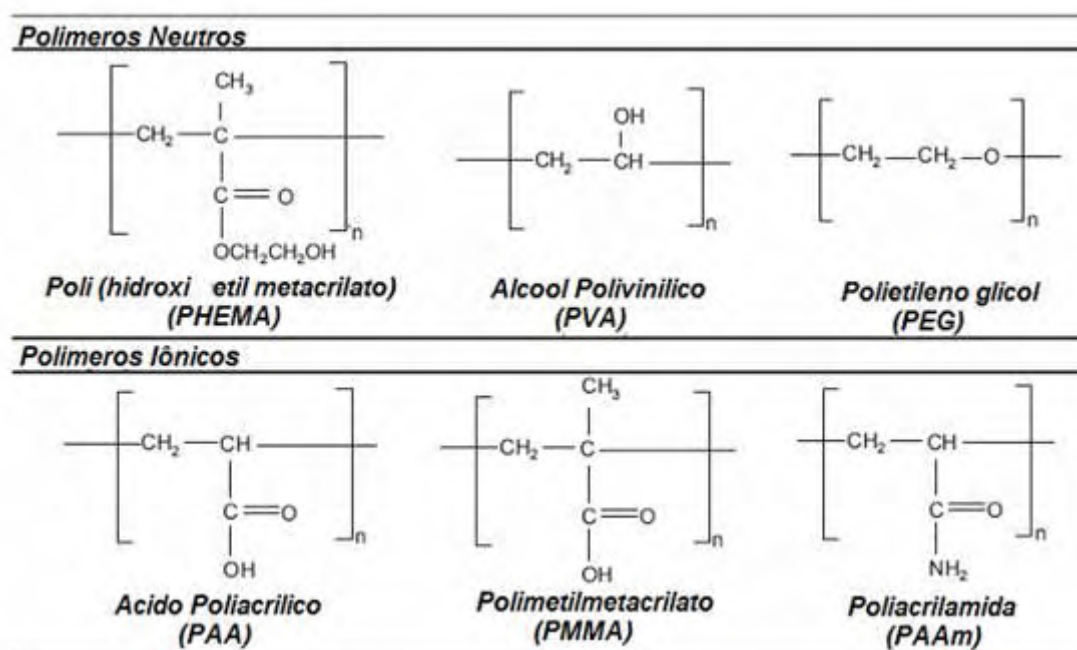 Polimeros Neutros
CH3
CH2 C
C O
OCH2CH2OH
n
Poli (hidroxi etil metacrilato)
(PHEMA)
OH
CH2 CH
n
Alcool Polivinilico
(PVA)
CH2 CH2 O
n
Polietileno glicol
(PEG)
Polimeros Iônicos
CH2 CH
C O
OH
n
Acido Poliacrilico
(PAA)
CH3
CH2 C
C O
OH
n
Polimetilmetacrilato
(PMMA)
CH2 CH
C O
NH2
n
Poliacrilamida
(PAAm)